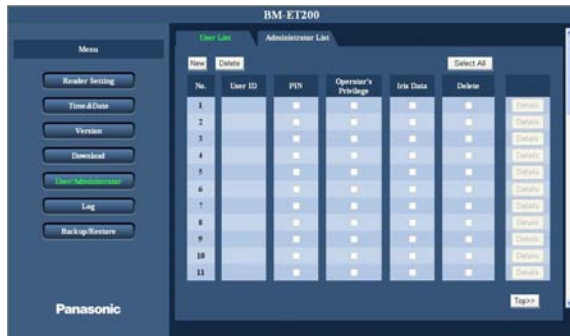 BM-ET200
User List Administrator List
Menu
New Delete Select All
No. User ID PIN Operator's Privilege Iris Data Delete
Reader Setting
Time &Date
Version
Download
User/Administrator
Log
Backup/Restore
1 Details
2 Details
3 Details
4 Details
5 Details
6 Details
7 Details
8 Details
9 Details
10 Details
11 Details
Top>>
Panasonic